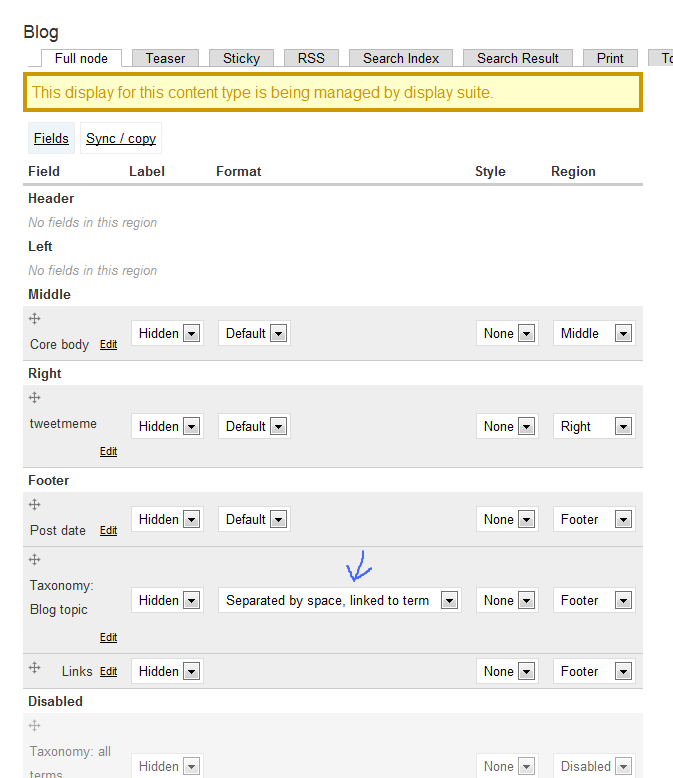 Blog
Full node Teaser Sticky RSS Search Index Search Result Print
This display for this content type is being managed by display suite.
Fields Sync / copy
Field Label Format Style Region
Header
No fields in this region
Left
No fields in this region
Middle
Core body Edit Hidden Default None Middle
Right
tweetmeme
Edit Hidden Default None Right
Footer
Post date Edit Hidden Default None Footer
Taxonomy:
Blog topic
Edit Hidden Separated by space, linked to term None Footer
Links Edit Hidden None Footer
Disabled
Taxonomy: all
terms Hidden None Disabled